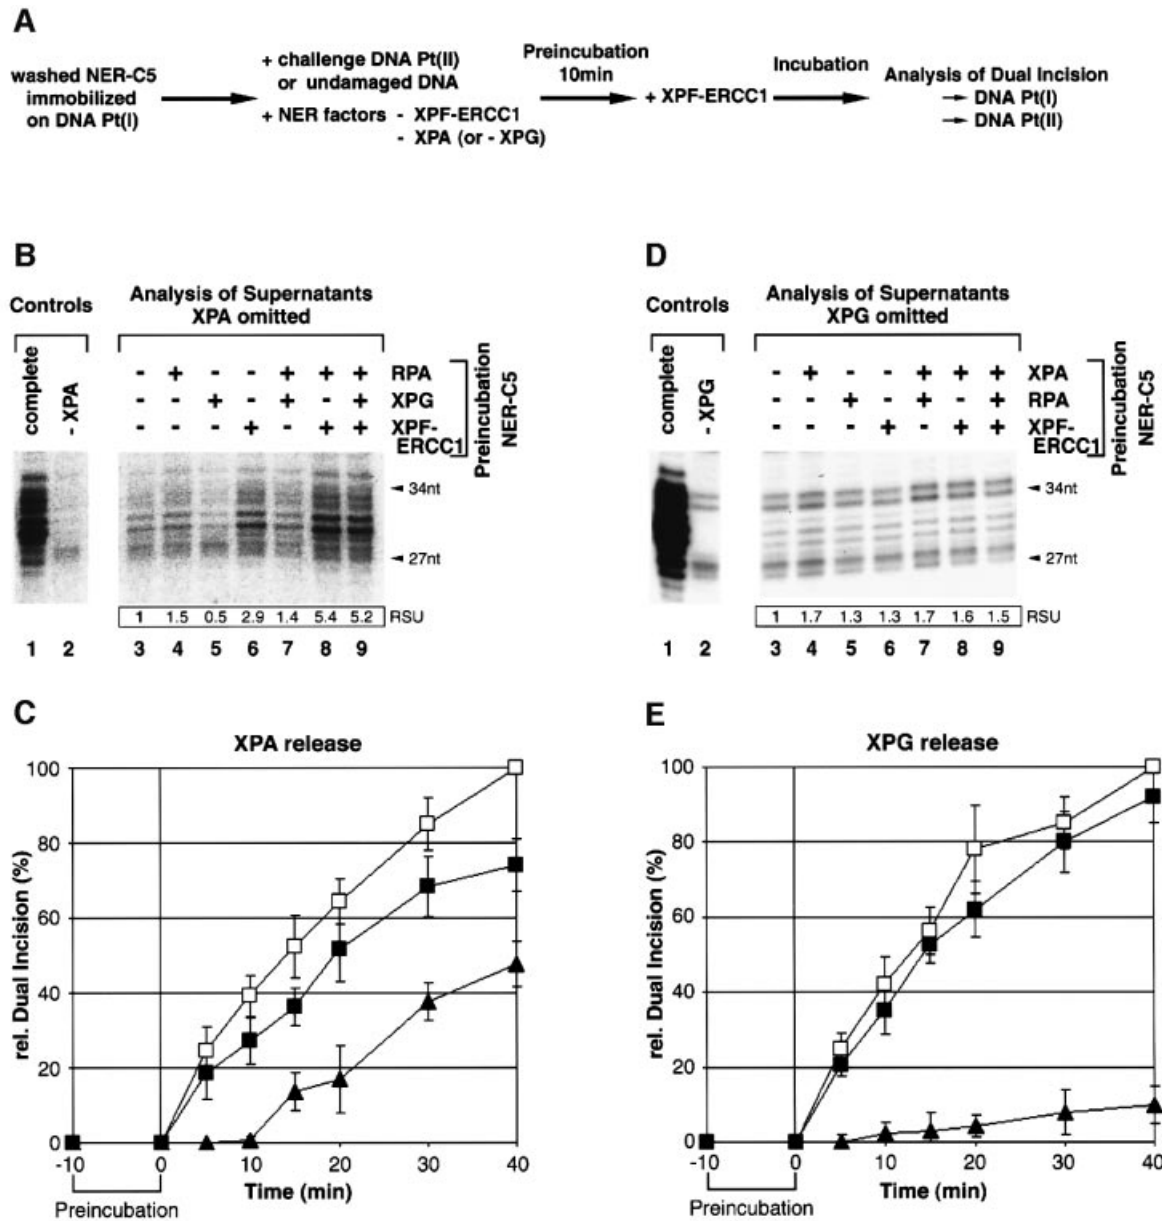 A
washed NER-C5
immobilized
on DNA Pt(I)
+ challenge DNA Pt(II)
or undamaged DNA
+ NER factors - XPF-ERCC1
- XPA (or - XPG)
Preincubation
10min
+ XPF-ERCC1
Incubation
Analysis of Dual Incision
→ DNA Pt(I)
→ DNA Pt(II)
B
Controls
Analysis of Supernatants
XPA omitted
complete
- XPA
- + - - + + + RPA
- - + - + - + XPG
- - - + - + + XPF-
ERCC1
Preincubation
NER-C5
34nt
27nt
1 1.5 0.5 2.9 1.4 5.4 5.2 RSU
1 2 3 4 5 6 7 8 9
D
Controls
Analysis of Supernatants
XPG omitted
complete
- XPG
- + - - + + + XPA
- - + - + - + RPA
- - - + - + + XPF-
ERCC1
Preincubation
NER-C5
34nt
27nt
1 1.7 1.3 1.3 1.7 1.6 1.5 RSU
1 2 3 4 5 6 7 8 9
C
XPA release
rel. Dual Incision (%)
100
80
60
40
20
0
-10 0 10 20 30 40
Time (min)
Preincubation
E
XPG release
rel. Dual Incision (%)
100
80
60
40
20
0
-10 0 10 20 30 40
Time (min)
Preincubation